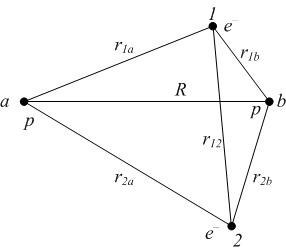 1 e⁻
r1a r1b
a R b
p p
r12
r2a r2b
e⁻ 2